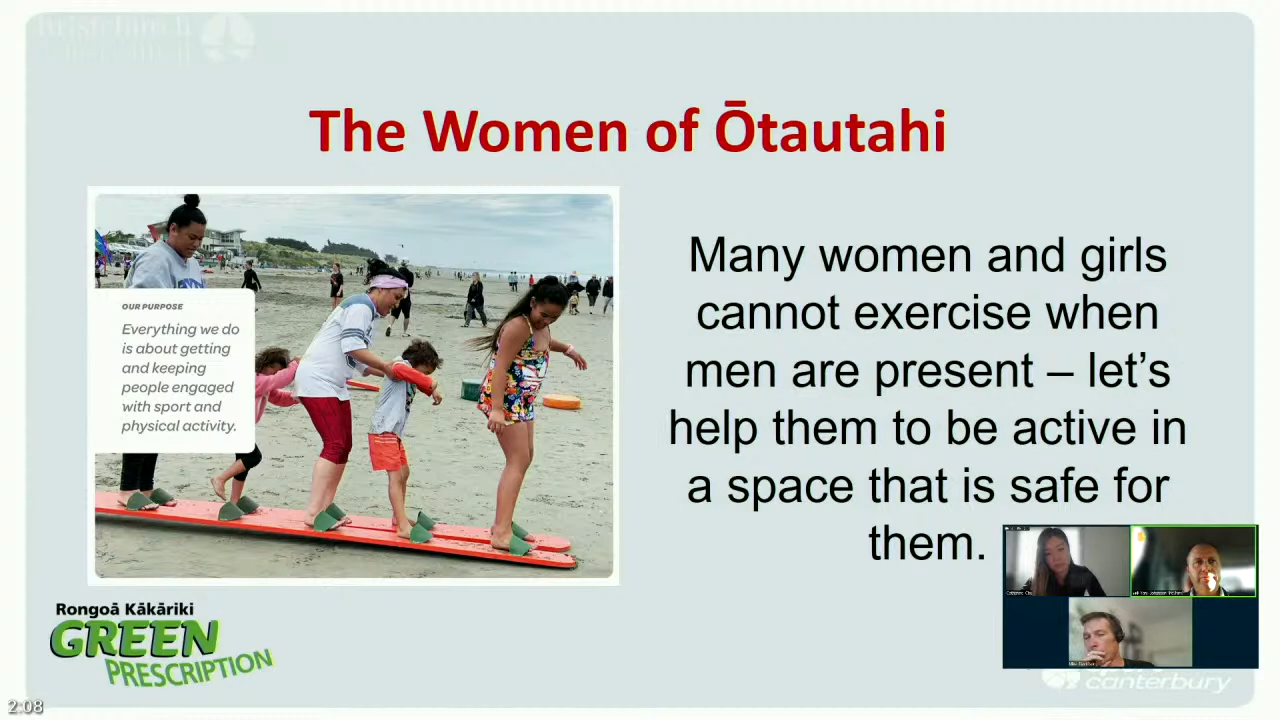 The Women of Ōtautahi
OUR PURPOSE
Everything we do
is about getting
and keeping
people engaged
with sport and
physical activity.
Many women and girls
cannot exercise when
men are present – let’s
help them to be active in
a space that is safe for
them.
Rongoā Kākāriki
GREEN
PRESCRIPTION
canterbury
2:08